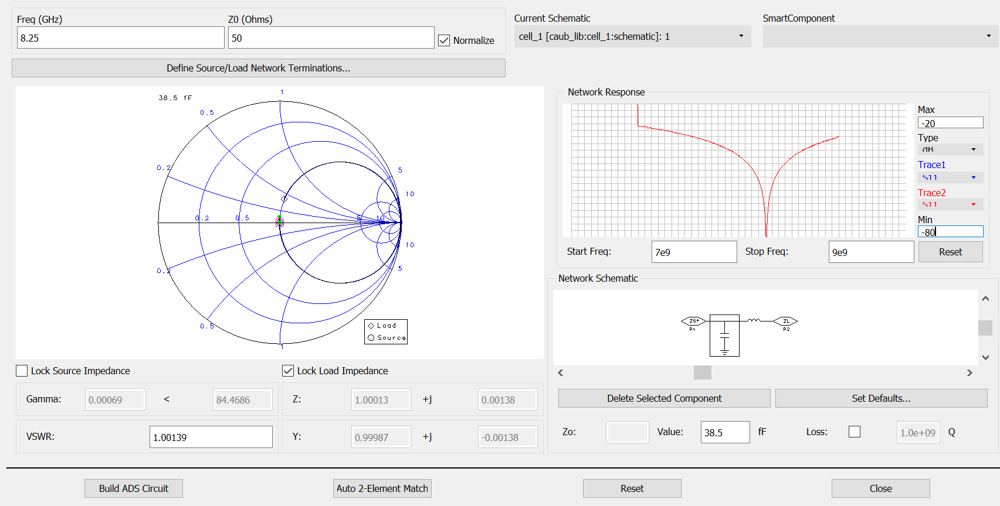 Freq (GHz)
Z0 (Ohms)
8.25
50
Normalize
Current Schematic
SmartComponent
cell_1 [caub_lib:cell_1:schematic]: 1
Define Source/Load Network Terminations...
38.5 fF
1
0.5
0.2
5
10
0.2
0.5
5
10
10
0.2
5
0.5
1
Load
Source
Network Response
Max
-20
Type
dB
Trace1
S11
Trace2
S11
Min
-80
Start Freq:
7e9
Stop Freq:
9e9
Reset
Network Schematic
ZS*
P1
ZL
P2
Lock Source Impedance
Lock Load Impedance
Gamma:
0.00069
<
84.4686
Z:
1.00013
+j
0.00138
Delete Selected Component
Set Defaults...
VSWR:
1.00139
Y:
0.99987
+j
-0.00138
Zo:
Value:
38.5
fF
Loss:
1.0e+09
Q
Build ADS Circuit
Auto 2-Element Match
Reset
Close